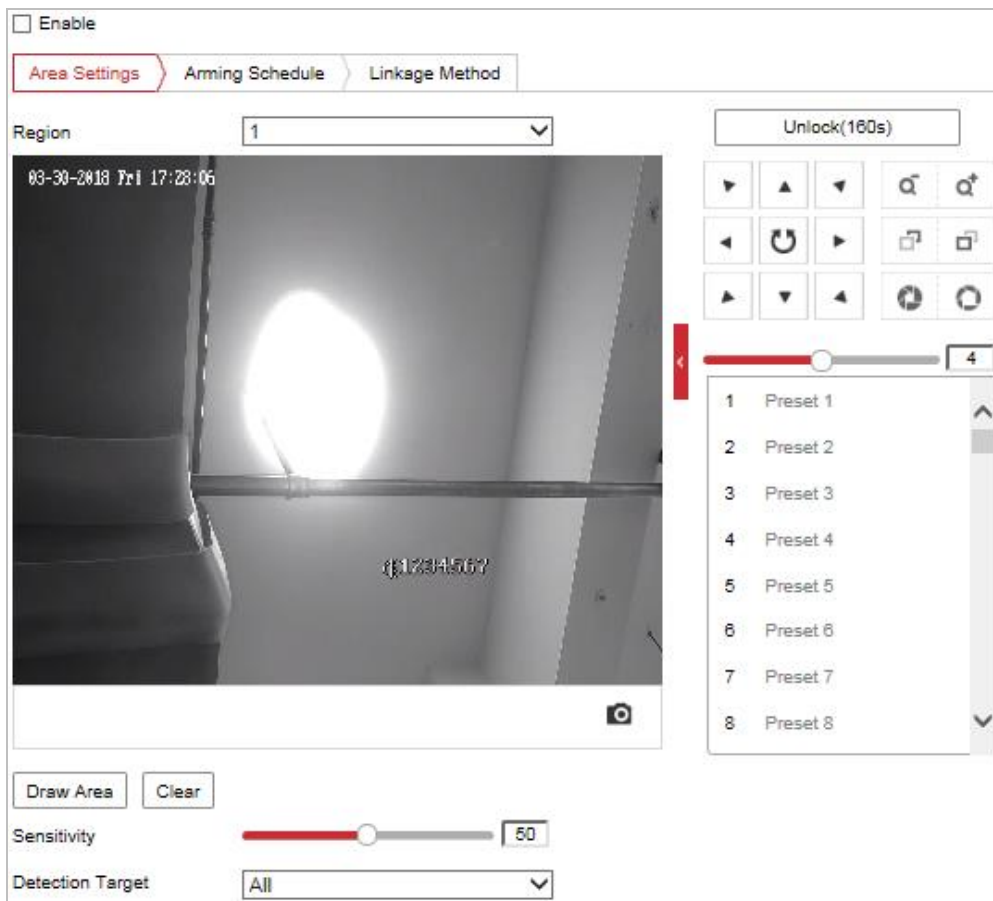 Enable
Area Settings Arming Schedule Linkage Method
Region 1 Unlock(160s)
03-30-2018 Fri 17:28:06
4
1 Preset 1
2 Preset 2
3 Preset 3
4 Preset 4
5 Preset 5
6 Preset 6
7 Preset 7
8 Preset 8
q1234567
Draw Area Clear
Sensitivity 50
Detection Target All